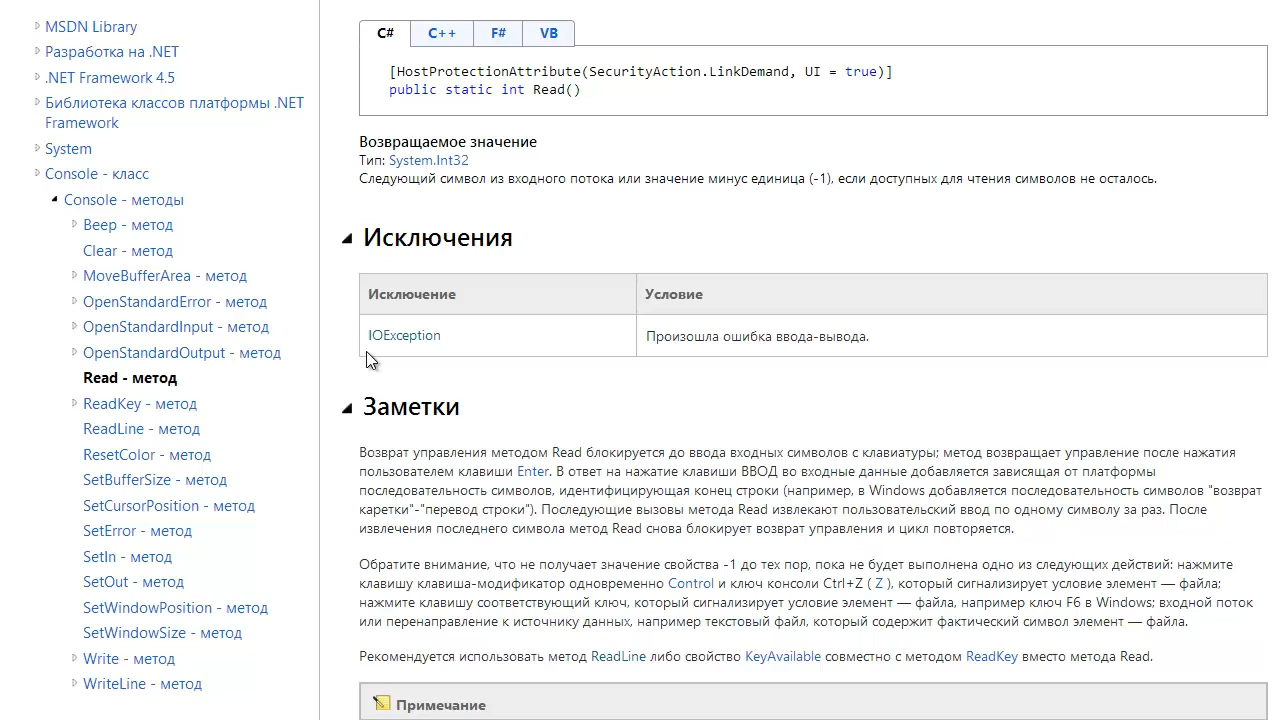 MSDN Library
Разработка на .NET
.NET Framework 4.5
Библиотека классов платформы .NET
Framework
System
Console - класс
Console - методы
Beep - метод
Clear - метод
MoveBufferArea - метод
OpenStandardError - метод
OpenStandardInput - метод
OpenStandardOutput - метод
Read - метод
ReadKey - метод
ReadLine - метод
ResetColor - метод
SetBufferSize - метод
SetCursorPosition - метод
SetError - метод
SetIn - метод
SetOut - метод
SetWindowPosition - метод
SetWindowSize - метод
Write - метод
WriteLine - метод
C# C++ F# VB
[HostProtectionAttribute(SecurityAction.LinkDemand, UI = true)]
public static int Read()
Возвращаемое значение
Тип: System.Int32
Следующий символ из входного потока или значение минус единица (-1), если доступных для чтения символов не осталось.
Исключения
Исключение Условие
IOException Произошла ошибка ввода-вывода.
Заметки
Возврат управления методом Read блокируется до ввода входных символов с клавиатуры; метод возвращает управление после нажатия
пользователем клавиши Enter. В ответ на нажатие клавиши ВВОД во входные данные добавляется зависящая от платформы
последовательность символов, идентифицирующая конец строки (например, в Windows добавляется последовательность символов "возврат
каретки"-"перевод строки"). Последующие вызовы метода Read извлекают пользовательский ввод по одному символу за раз. После
извлечения последнего символа метод Read снова блокирует возврат управления и цикл повторяется.
Обратите внимание, что не получает значение свойства -1 до тех пор, пока не будет выполнена одно из следующих действий: нажмите
клавишу клавиша-модификатор одновременно Control и ключ консоли Ctrl+Z ( Z ), который сигнализирует условие элемент — файла;
нажмите клавишу соответствующий ключ, который сигнализирует условие элемент — файла, например ключ F6 в Windows; входной поток
или перенаправление к источнику данных, например текстовый файл, который содержит фактический символ элемент — файла.
Рекомендуется использовать метод ReadLine либо свойство KeyAvailable совместно с методом ReadKey вместо метода Read.
Примечание